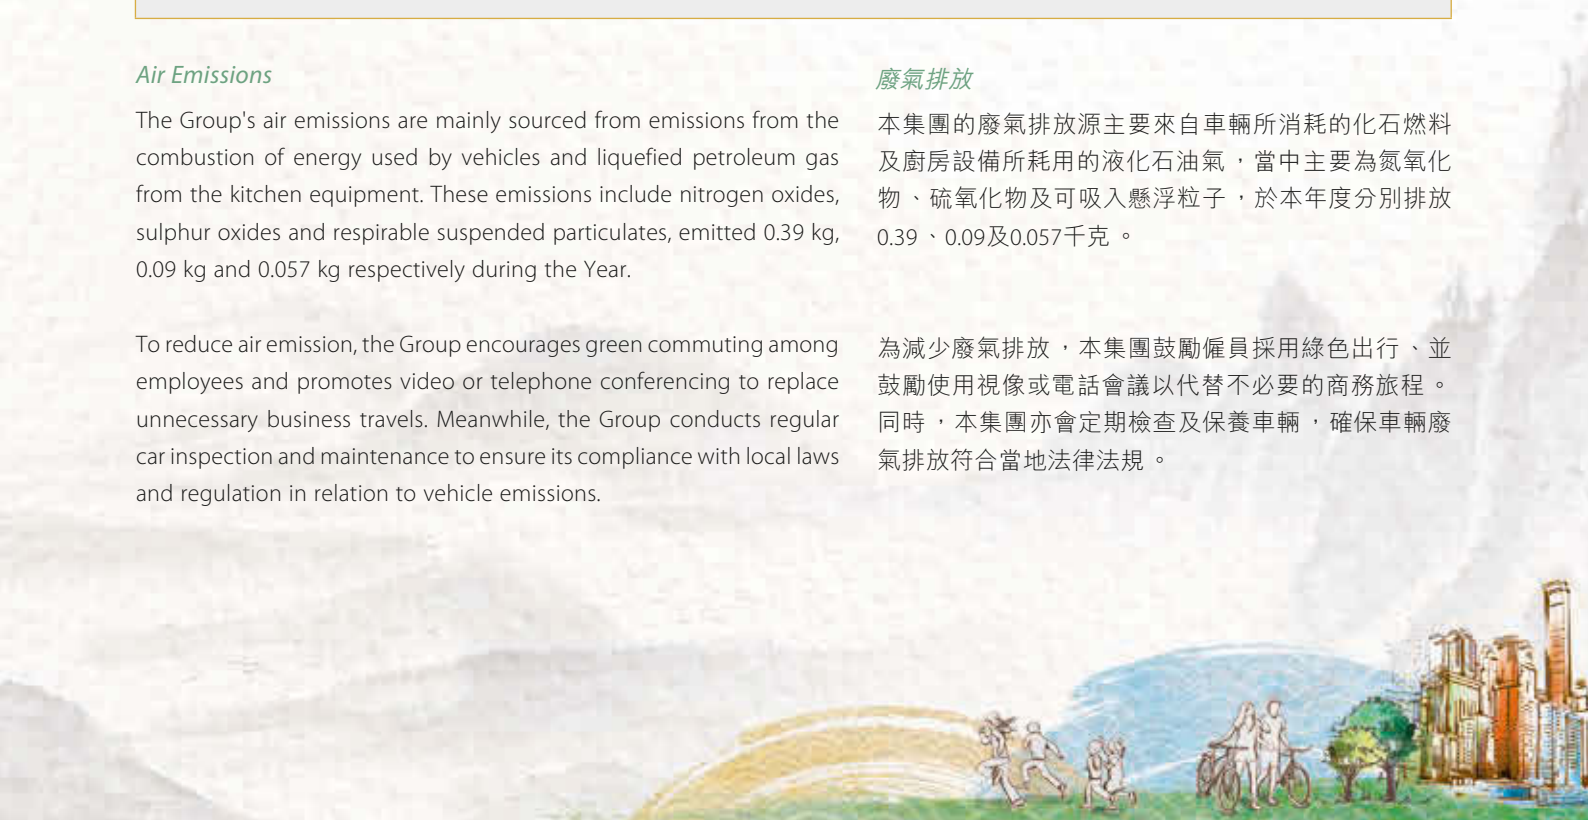 Air Emissions
The Group's air emissions are mainly sourced from emissions from the
combustion of energy used by vehicles and liquefied petroleum gas
from the kitchen equipment. These emissions include nitrogen oxides,
sulphur oxides and respirable suspended particulates, emitted 0.39 kg,
0.09 kg and 0.057 kg respectively during the Year.
To reduce air emission, the Group encourages green commuting among
employees and promotes video or telephone conferencing to replace
unnecessary business travels. Meanwhile, the Group conducts regular
car inspection and maintenance to ensure its compliance with local laws
and regulation in relation to vehicle emissions.
廢氣排放
本集團的廢氣排放源主要來自車輛所消耗的化石燃料
及廚房設備所耗用的液化石油氣，當中主要為氮氧化
物、硫氧化物及可吸入懸浮粒子，於本年度分別排放
0.39、0.09及0.057千克。
為減少廢氣排放，本集團鼓勵僱員採用綠色出行、並
鼓勵使用視像或電話會議以代替不必要的商務旅程。
同時，本集團亦會定期檢查及保養車輛，確保車輛廢
氣排放符合當地法律法規。